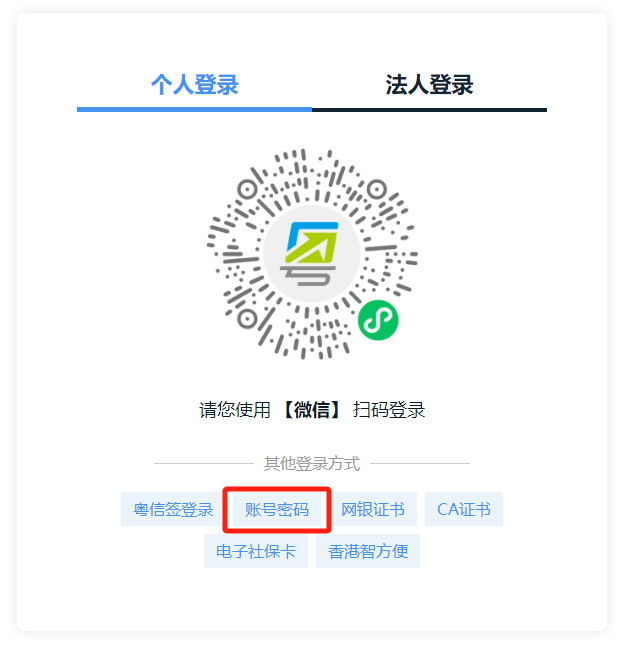 个人登录 法人登录
请您使用 【微信】 扫码登录
其他登录方式
粤信签登录 账号密码 网银证书 CA证书
电子社保卡 香港智方便